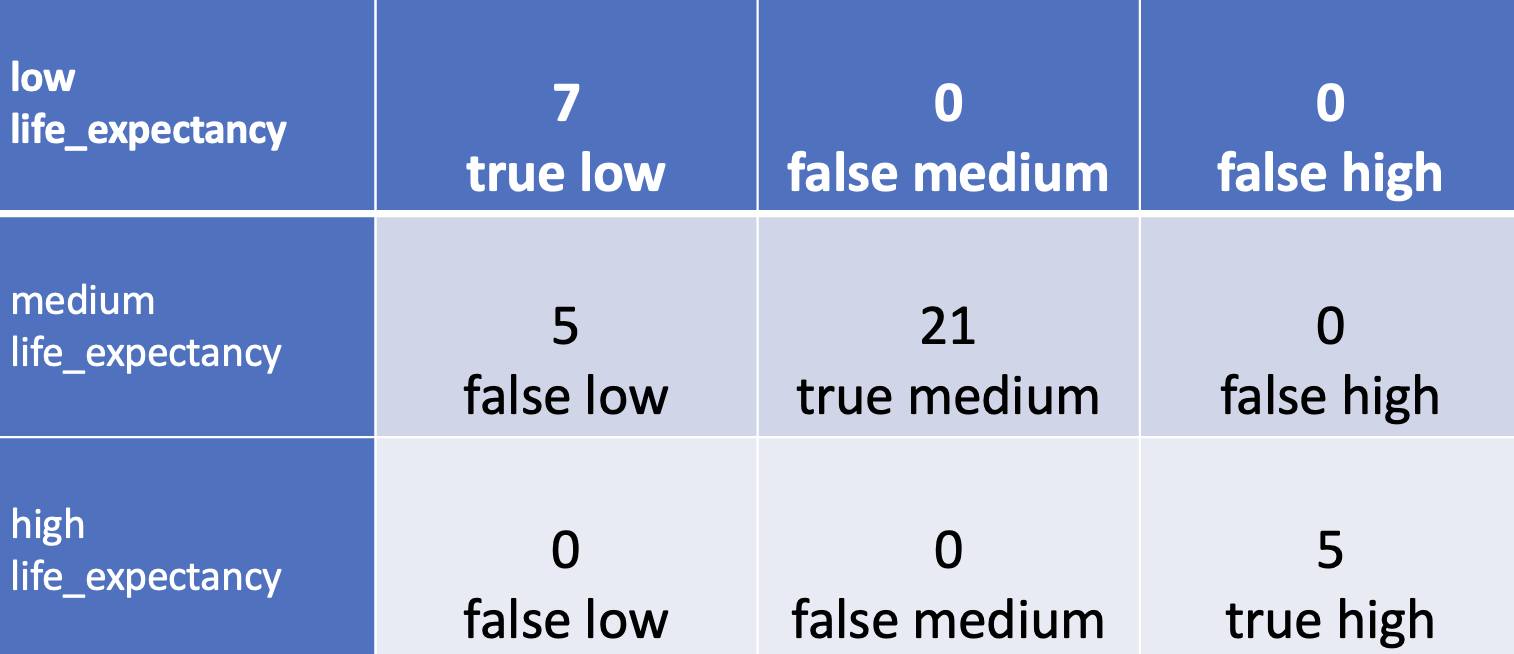 low
life_expectancy
7
true low
0
false medium
0
false high
medium
life_expectancy
5
false low
21
true medium
0
false high
high
life_expectancy
0
false low
0
false medium
5
true high